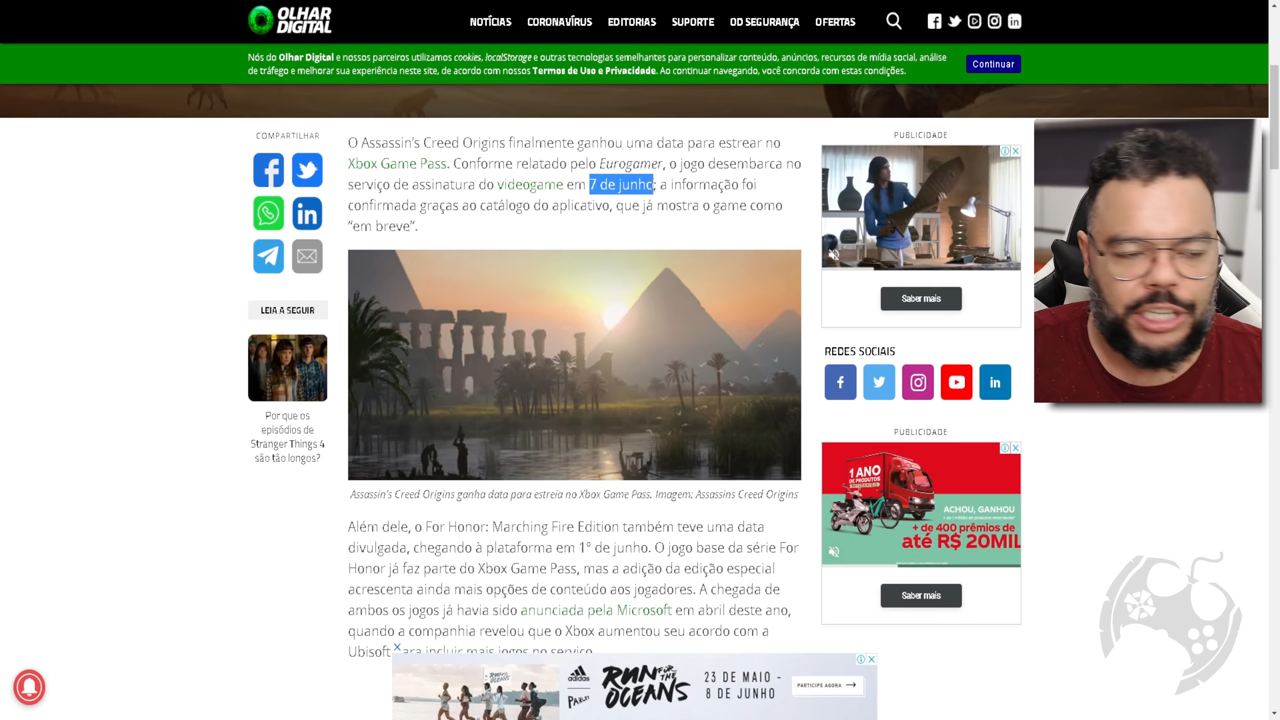 OLHAR
DIGITAL
NOTÍCIAS
CORONAVÍRUS
EDITORIAS
SUPORTE
OD SEGURANÇA
OFERTAS
Nós do Olhar Digital e nossos parceiros utilizamos cookies, localStorage e outras tecnologias semelhantes para personalizar conteúdo, anúncios, recursos de mídia social, análise
de tráfego e melhorar sua experiência neste site, de acordo com nossos Termos de Uso e Privacidade. Ao continuar navegando, você concorda com estas condições.
Continuar
COMPARTILHAR
LEIA A SEGUIR
Por que os
episódios de
Stranger Things 4
são tão longos?
O Assassin's Creed Origins finalmente ganhou uma data para estrear no
Xbox Game Pass. Conforme relatado pelo Eurogamer, o jogo desembarca no
serviço de assinatura do videogame em 7 de junho; a informação foi
confirmada graças ao catálogo do aplicativo, que já mostra o game como
“em breve”.
Assassin's Creed Origins ganha data para estreia no Xbox Game Pass. Imagem: Assassins Creed Origins
Além dele, o For Honor: Marching Fire Edition também teve uma data
divulgada, chegando à plataforma em 1º de junho. O jogo base da série For
Honor já faz parte do Xbox Game Pass, mas a adição da edição especial
acrescenta ainda mais opções de conteúdo aos jogadores. A chegada de
ambos os jogos já havia sido anunciada pela Microsoft em abril deste ano,
quando a companhia revelou que o Xbox aumentou seu acordo com a
Ubisoft para incluir mais jogos no serviço.
PUBLICIDADE
Saber mais
REDES SOCIAIS
PUBLICIDADE
1 ANO
DE PRODUTOS
ACHOU, GANHOU
+ de 400 prêmios de
até R$ 20MIL
Saber mais
adidas
PARLEY
RUN FOR THE
OCEANS
23 DE MAIO -
8 DE JUNHO
PARTICIPE AGORA